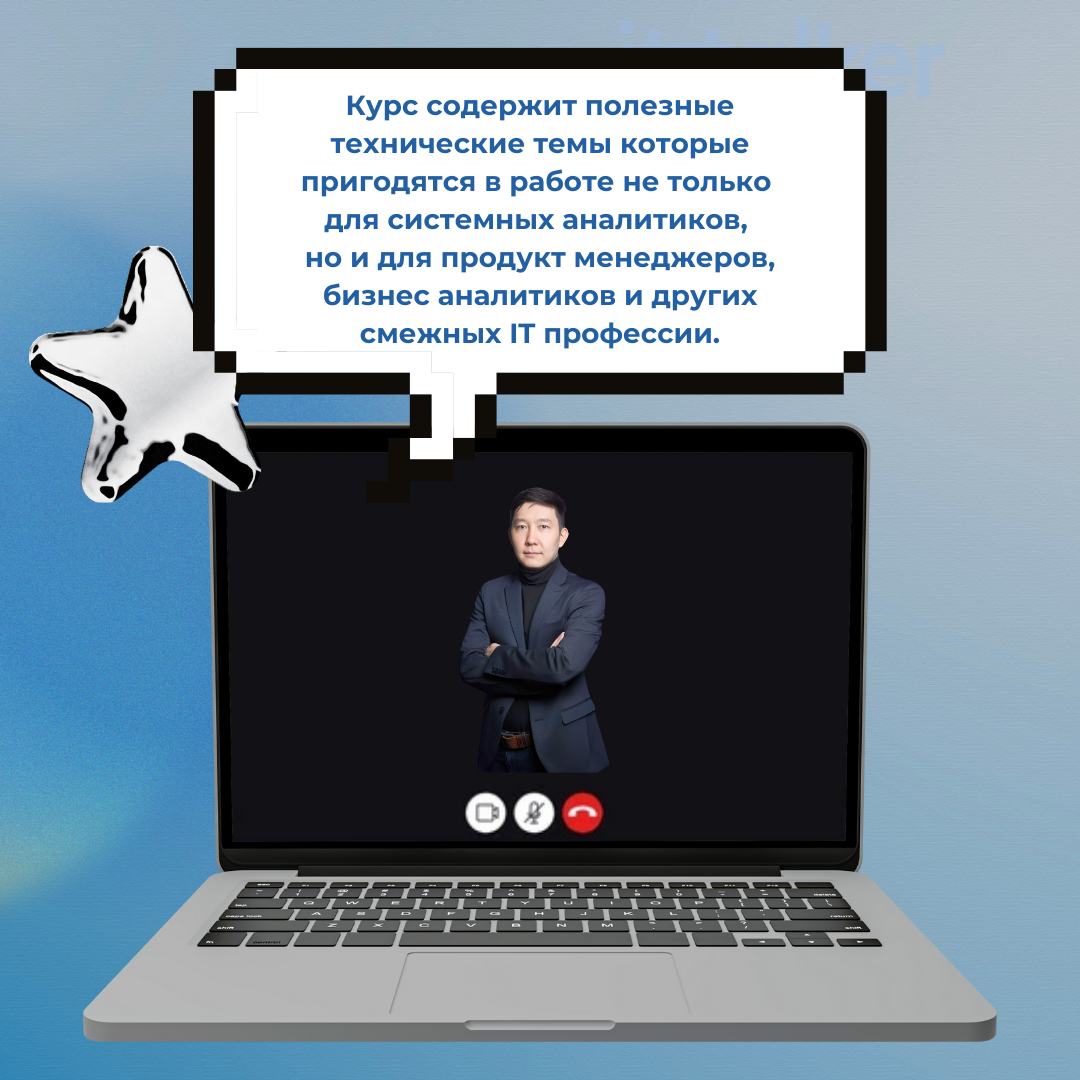 Курс содержит полезные
технические темы которые
пригодятся в работе не только
для системных аналитиков,
но и для продукт менеджеров,
бизнес аналитиков и других
смежных IT профессии.